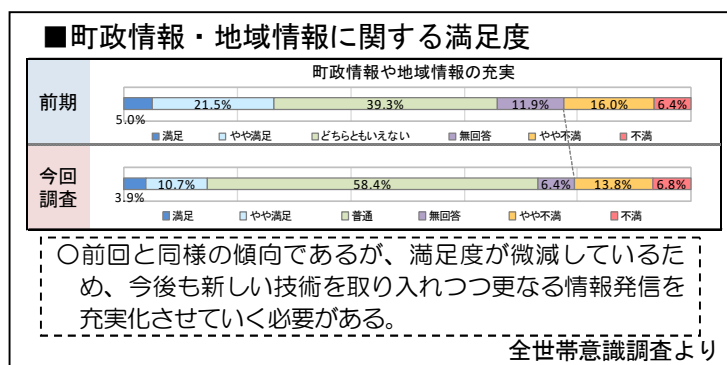 ■町政情報・地域情報に関する満足度
町政情報や地域情報の充実
前期
21.5% 39.3% 11.9% 16.0% 6.4%
5.0%
■満足 □やや満足 □どちらともいえない ■無回答 ■やや不満 ■不満
今回
調査
10.7% 58.4% 6.4% 13.8% 6.8%
3.9%
■満足 □やや満足 □普通 ■無回答 ■やや不満 ■不満
〇前回と同様の傾向であるが、満足度が微減しているた
め、今後も新しい技術を取り入れつつ更なる情報発信を
充実化させていく必要がある。
全世帯意識調査より